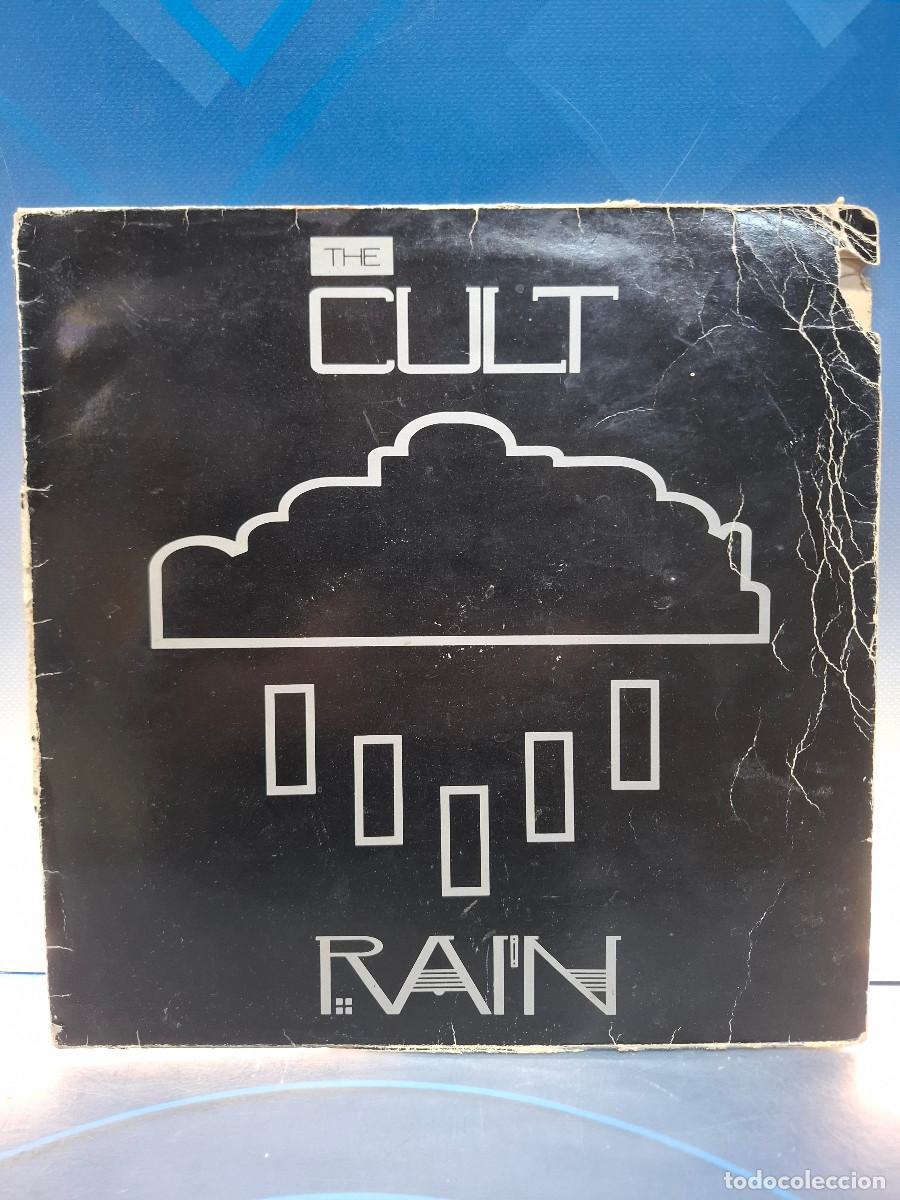 THE
CULT
RAIN
todocoleccion